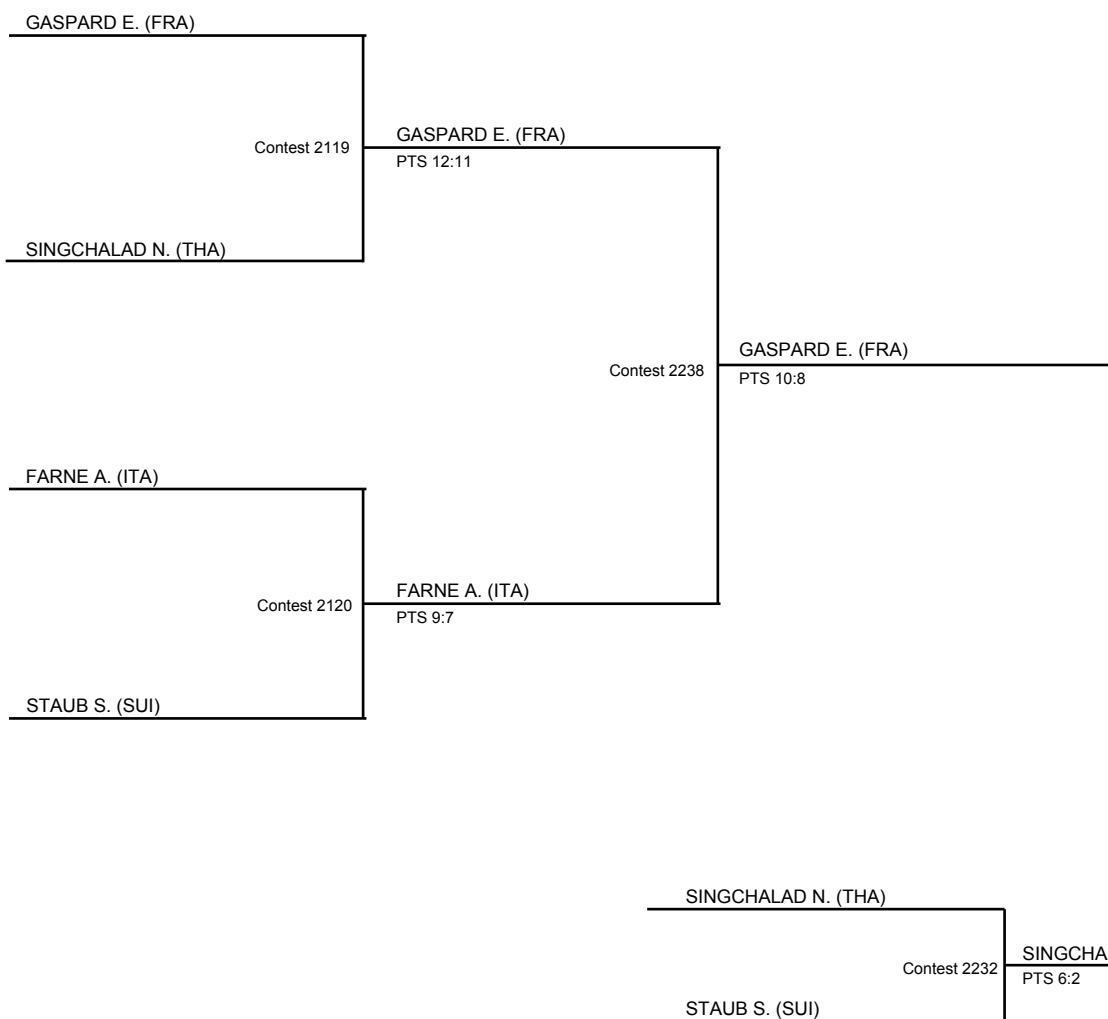 GASPARD E. (FRA)
Contest 2119
GASPARD E. (FRA)
PTS 12:11
SINGCHALAD N. (THA)
Contest 2238
GASPARD E. (FRA)
PTS 10:8
FARNE A. (ITA)
Contest 2120
FARNE A. (ITA)
PTS 9:7
STAUB S. (SUI)
SINGCHALAD N. (THA)
Contest 2232
SINGCHA
PTS 6:2
STAUB S. (SUI)